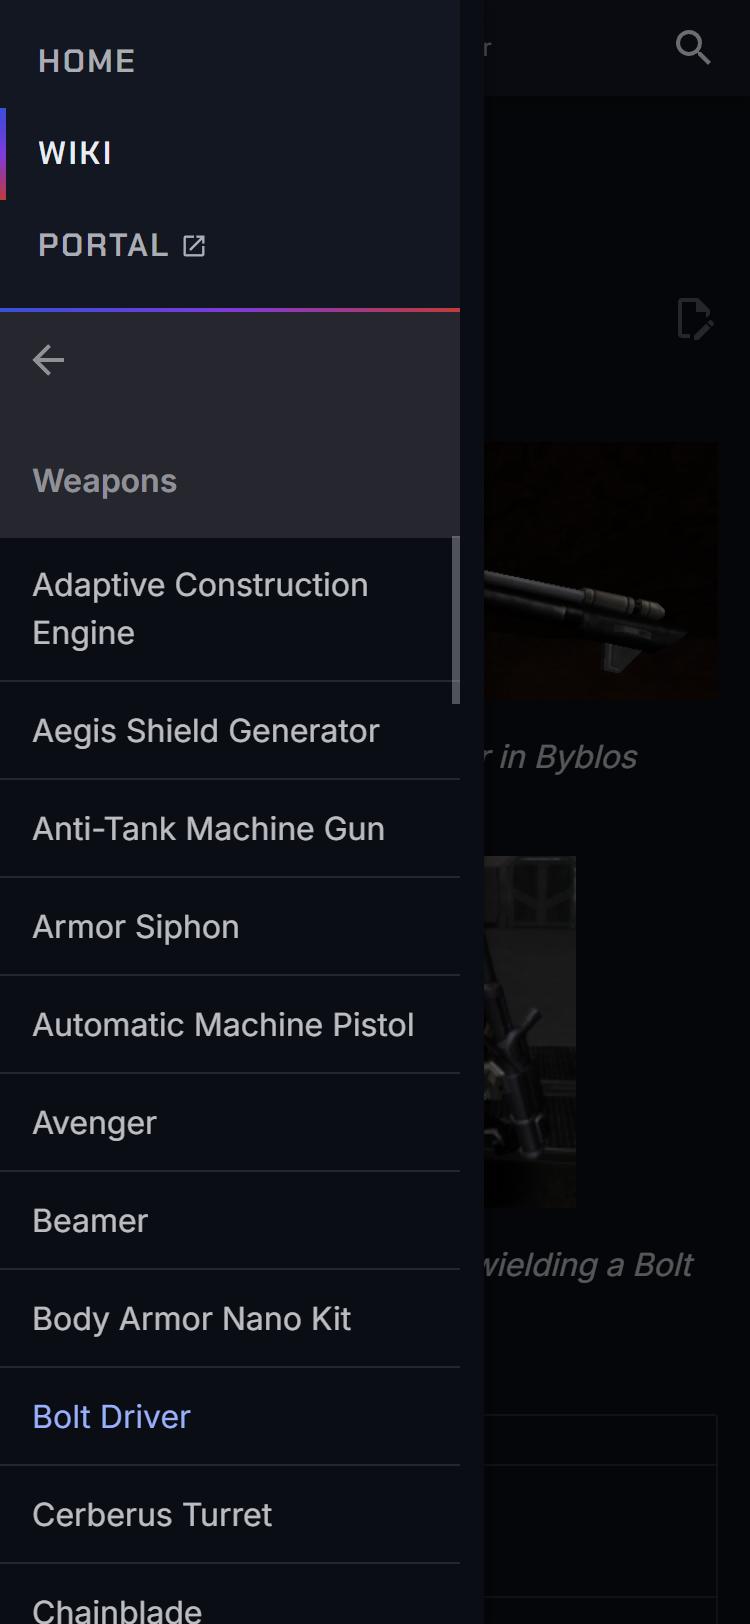 HOME
WIKI
PORTAL
Weapons
Adaptive Construction
Engine
Aegis Shield Generator
Anti-Tank Machine Gun
Armor Siphon
Automatic Machine Pistol
Avenger
Beamer
Body Armor Nano Kit
Bolt Driver
Cerberus Turret
Chainblade
r
r in Byblos
wielding a Bolt